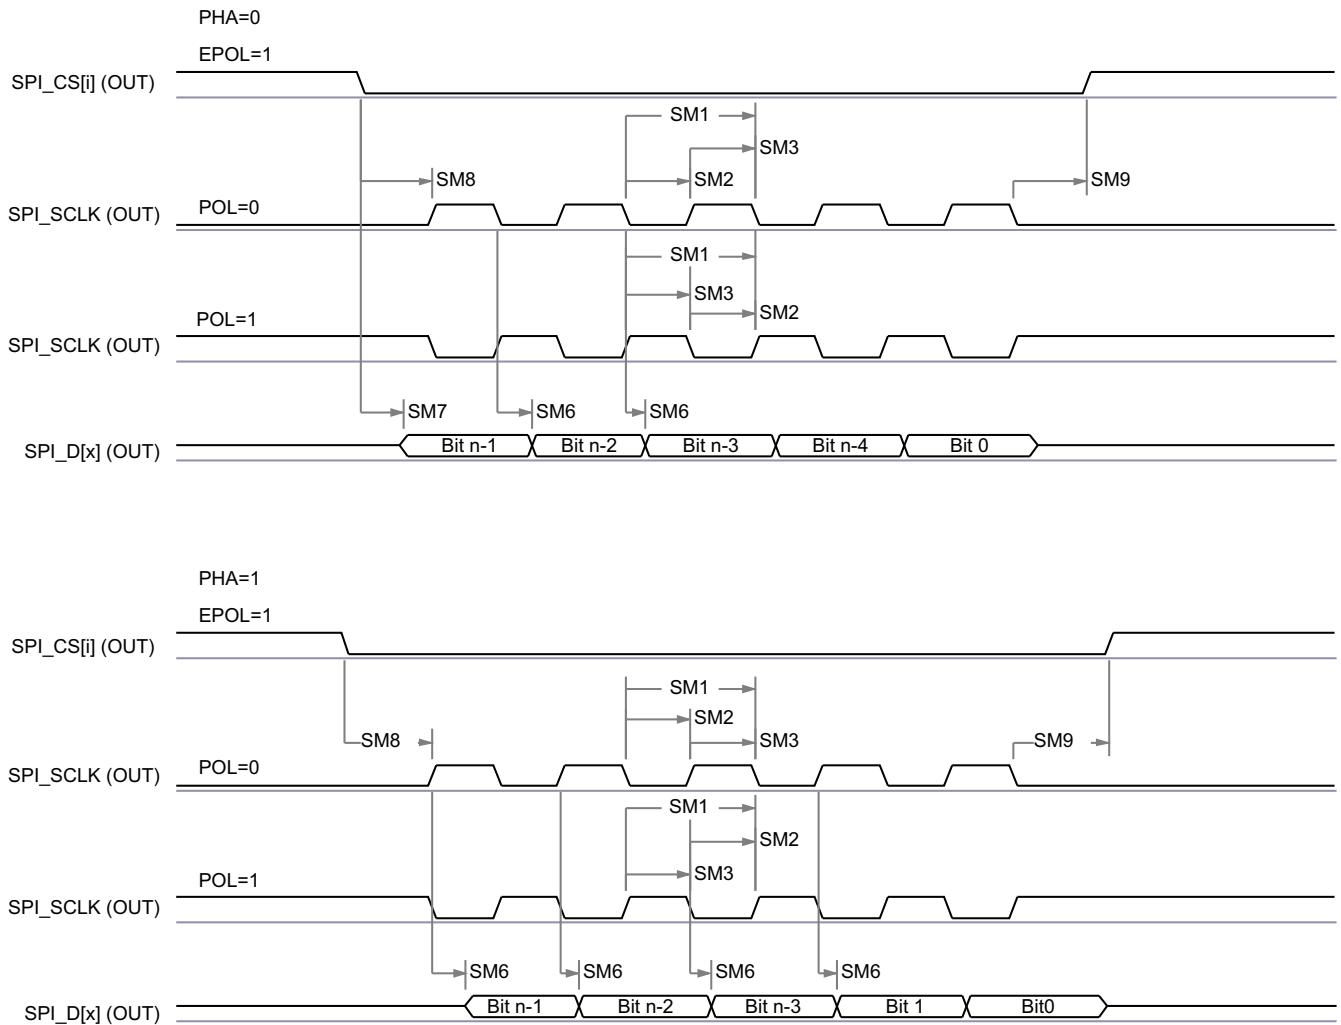 PHA=0
EPOL=1
SPI_CS[i] (OUT)
SM1
SM3
SM8
SM2
SM9
SPI_SCLK (OUT)
POL=0
SM1
SM3
SM2
POL=1
SPI_SCLK (OUT)
SM7
SM6
SM6
SPI_D[x] (OUT)
Bit n-1
Bit n-2
Bit n-3
Bit n-4
Bit 0
PHA=1
EPOL=1
SPI_CS[i] (OUT)
SM1
SM2
SM8
SM3
SM9
SPI_SCLK (OUT)
POL=0
SM1
SM2
SM3
POL=1
SPI_SCLK (OUT)
SM6
SM6
SM6
SM6
SPI_D[x] (OUT)
Bit n-1
Bit n-2
Bit n-3
Bit 1
Bit0